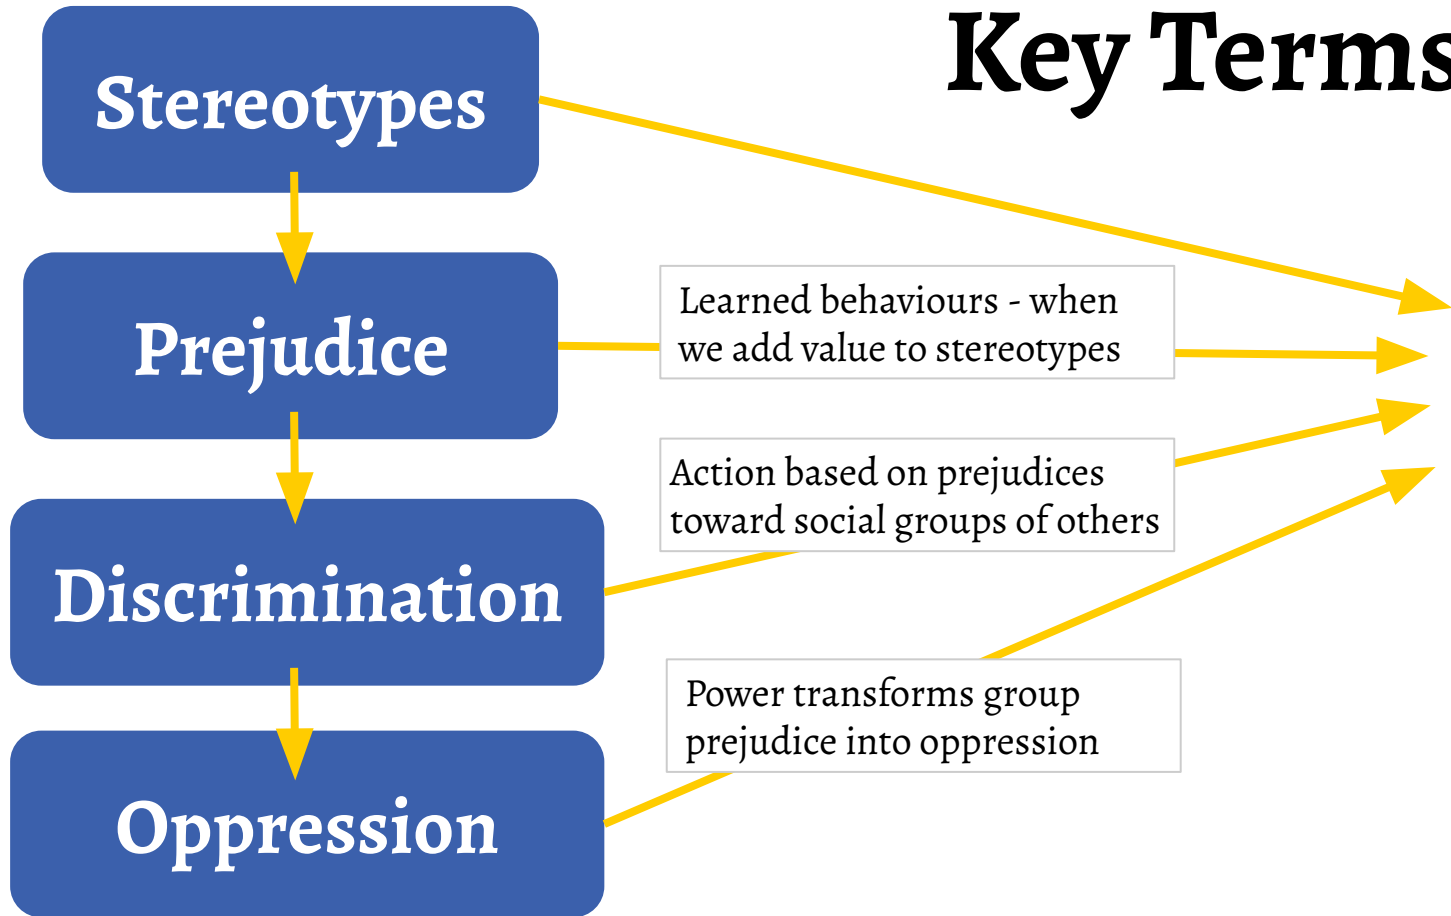 Key Terms
Stereotypes
Prejudice
Learned behaviours - when
we add value to stereotypes
Discrimination
Action based on prejudices
toward social groups of others
Oppression
Power transforms group
prejudice into oppression